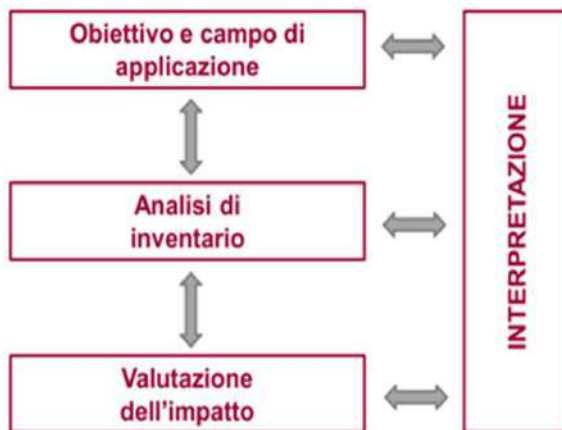 Obiettivo e campo di
applicazione
Analisi di
inventario
Valutazione
dell'impatto
INTERPRETAZIONE